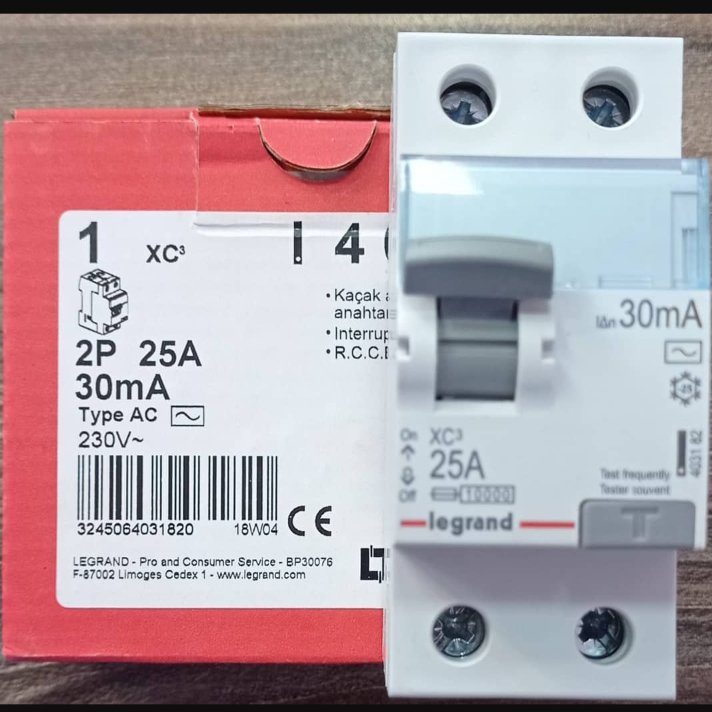 1 XC³
4
• Kaçak
anahtar
• Interrup
• R.C.C.B
2P 25A
30mA
Type AC
230V~
3245064031820 18W04
CE
LEGRAND - Pro and Consumer Service - BP30076
F-87002 Limoges Cedex 1 - www.legrand.com
I∆n 30mA
-25
On
XC³
25A
Off
10000
4031 82
Test frequently
Tester souvent
legrand
T